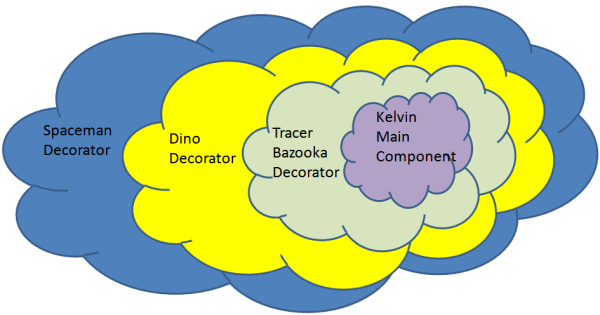 Spaceman
Decorator
Dino
Decorator
Tracer
Bazooka
Decorator
Kelvin
Main
Component